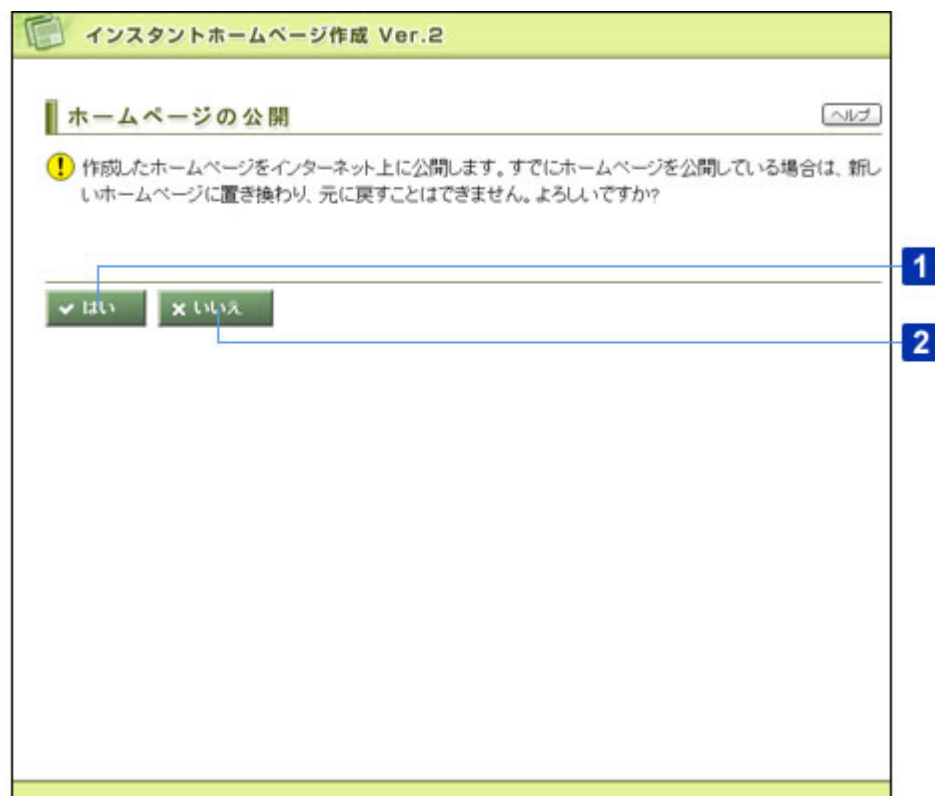 インスタントホームページ作成 Ver.2
ホームページの公開
ヘルプ
作成したホームページをインターネット上に公開します。すでにホームページを公開している場合は、新し
いホームページに置き換わり、元に戻すことはできません。よろしいですか?
1
はい
いいえ
2